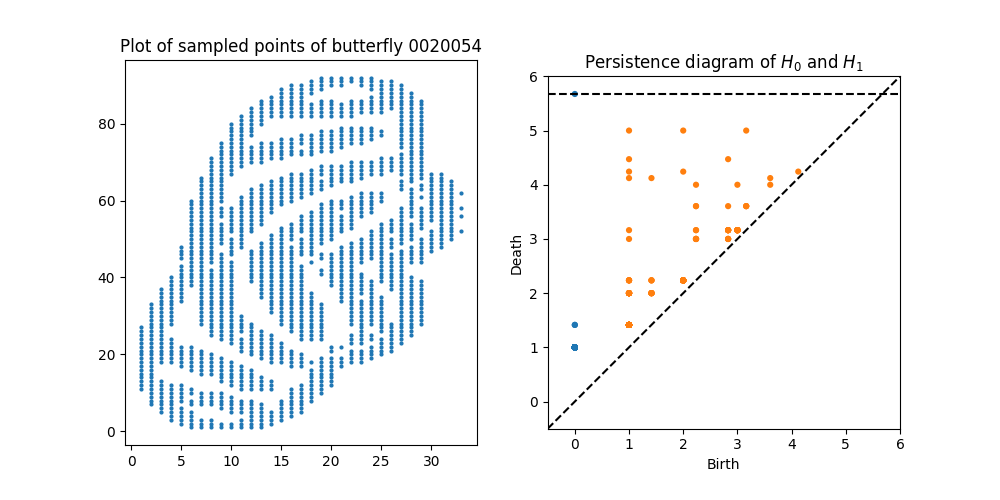 Plot of sampled points of butterfly 0020054
80
60
40
20
0
0 5 10 15 20 25 30
Persistence diagram of H₀ and H₁
6
5
4
3
2
1
0
Death
0 1 2 3 4 5 6
Birth